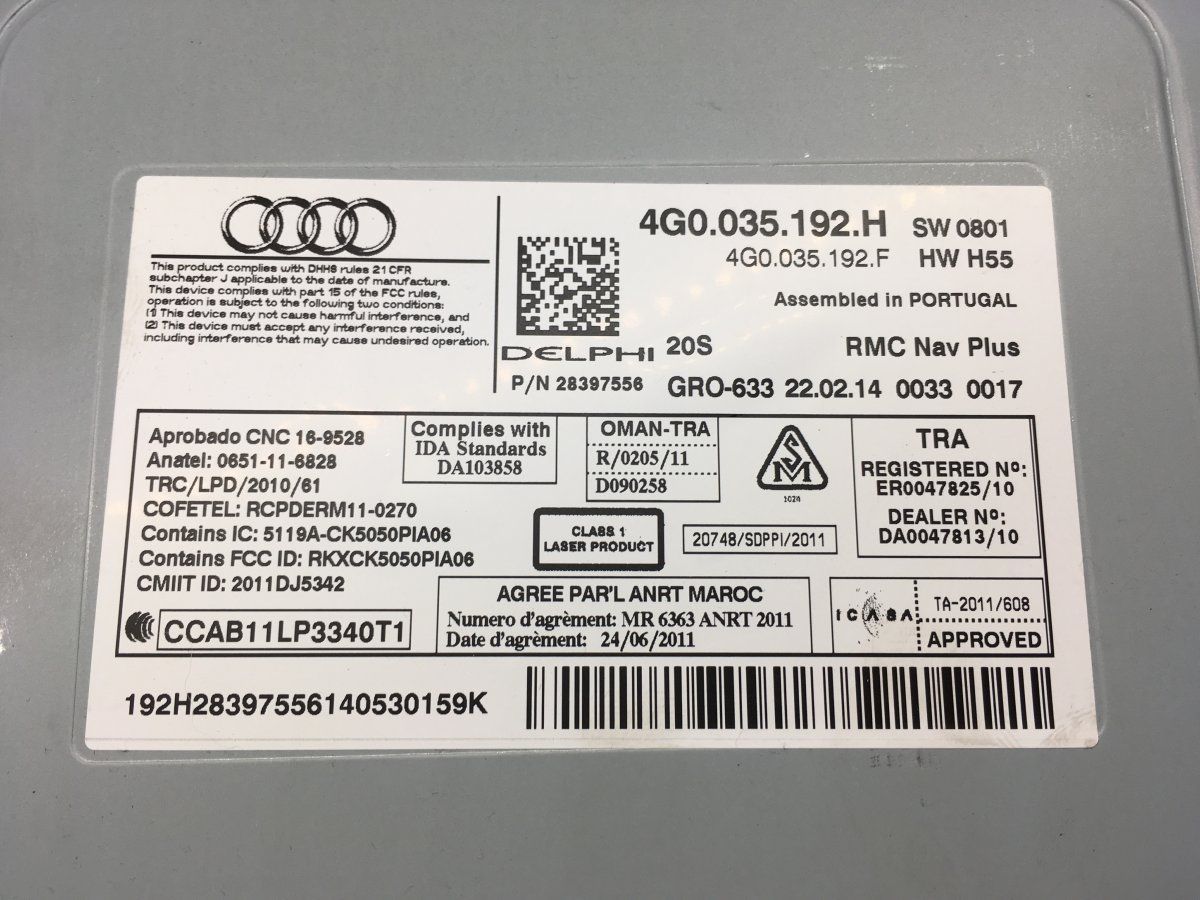 This product complies with DHHS rules 21 CFR
subchapter J applicable to the date of manufacture.
This device complies with part 15 of the FCC rules,
operation is subject to the following two conditions:
(1) This device may not cause harmful interference, and
(2) This device must accept any interference received,
including interference that may cause undesired operation.
4G0.035.192.H SW 0801
4G0.035.192.F HW H55
Assembled in PORTUGAL
DELPHI 20S RMC Nav Plus
P/N 28397556 GRO-633 22.02.14 0033 0017
Aprobado CNC 16-9528
Anatel: 0651-11-6828
TRC/LPD/2010/61
COFETEL: RCPDERM11-0270
Contains IC: 5119A-CK5050PIA06
Contains FCC ID: RKXCK5050PIA06
CMIIT ID: 2011DJ5342
CCAB11LP3340T1
Complies with
IDA Standards
DA103858
OMAN-TRA
R/0205/11
D090258
SM
1024
TRA
REGISTERED Nº:
ER0047825/10
DEALER Nº:
DA0047813/10
CLASS 1
LASER PRODUCT
20748/SDPPI/2011
AGREE PAR'L ANRT MAROC
Numero d'agrèment: MR 6363 ANRT 2011
Date d'agrèment: 24/06/2011
ICASA
TA-2011/608
APPROVED
192H28397556140530159K